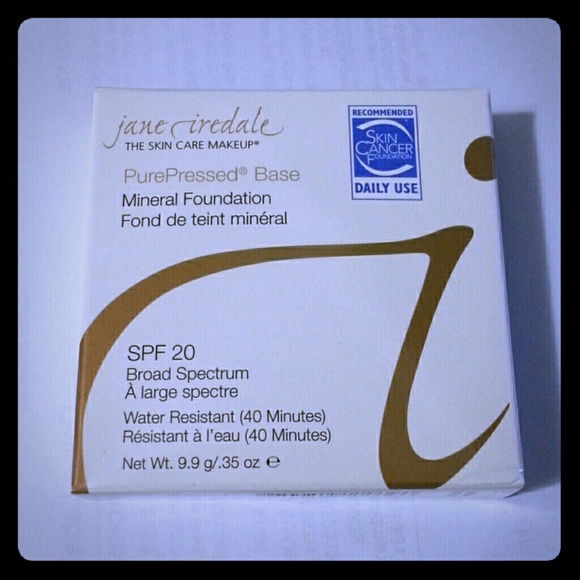 jane iredale
THE SKIN CARE MAKEUP®
PurePressed® Base
Mineral Foundation
Fond de teint minéral
RECOMMENDED
SKIN
CANCER
FOUNDATION
DAILY USE
SPF 20
Broad Spectrum
À large spectre
Water Resistant (40 Minutes)
Résistant à l'eau (40 Minutes)
Net Wt. 9.9 g/.35 oz ℮